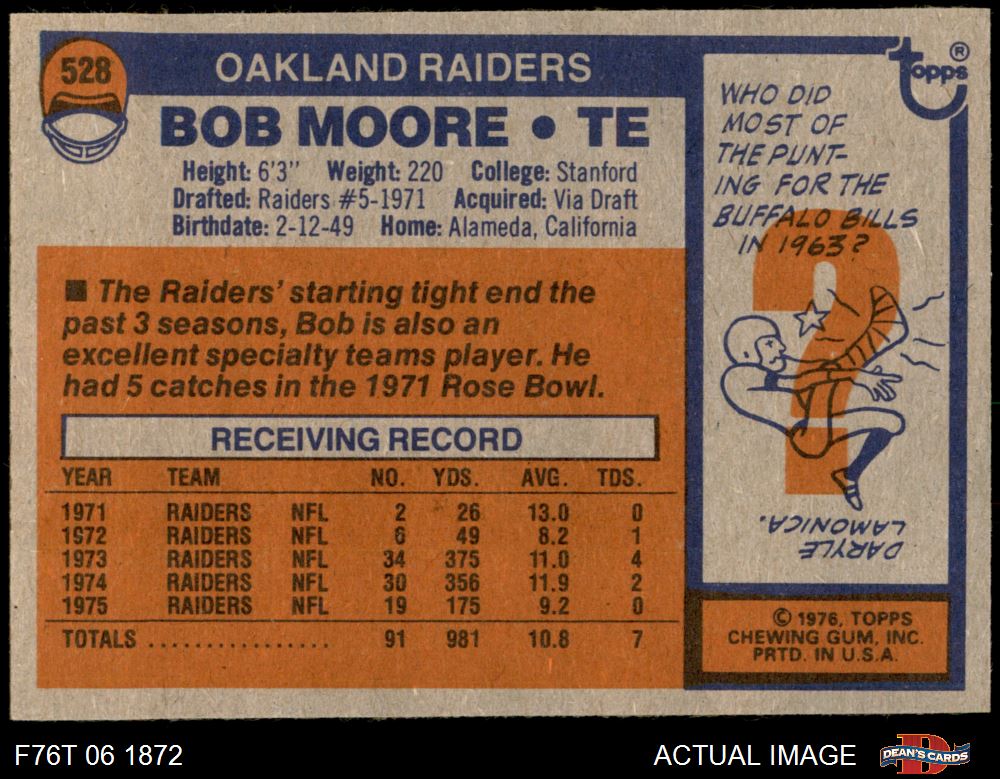 528
OAKLAND RAIDERS
BOB MOORE • TE
Height: 6'3" Weight: 220 College: Stanford
Drafted: Raiders #5-1971 Acquired: Via Draft
Birthdate: 2-12-49 Home: Alameda, California
■ The Raiders' starting tight end the
past 3 seasons, Bob is also an
excellent specialty teams player. He
had 5 catches in the 1971 Rose Bowl.
RECEIVING RECORD
YEAR TEAM NO. YDS. AVG. TDS.
1971 RAIDERS NFL 2 26 13.0 0
1972 RAIDERS NFL 6 49 8.2 1
1973 RAIDERS NFL 34 375 11.0 4
1974 RAIDERS NFL 30 356 11.9 2
1975 RAIDERS NFL 19 175 9.2 0
TOTALS ................ 91 981 10.8 7
Topps®
WHO DID
MOST OF
THE PUNT-
ING FOR THE
BUFFALO BILLS
IN 1963?
?
DARYLE
LAMONICA.
© 1976, TOPPS
CHEWING GUM, INC.
PRTD. IN U.S.A.
F76T 06 1872
ACTUAL IMAGE
DEAN'S CARDS